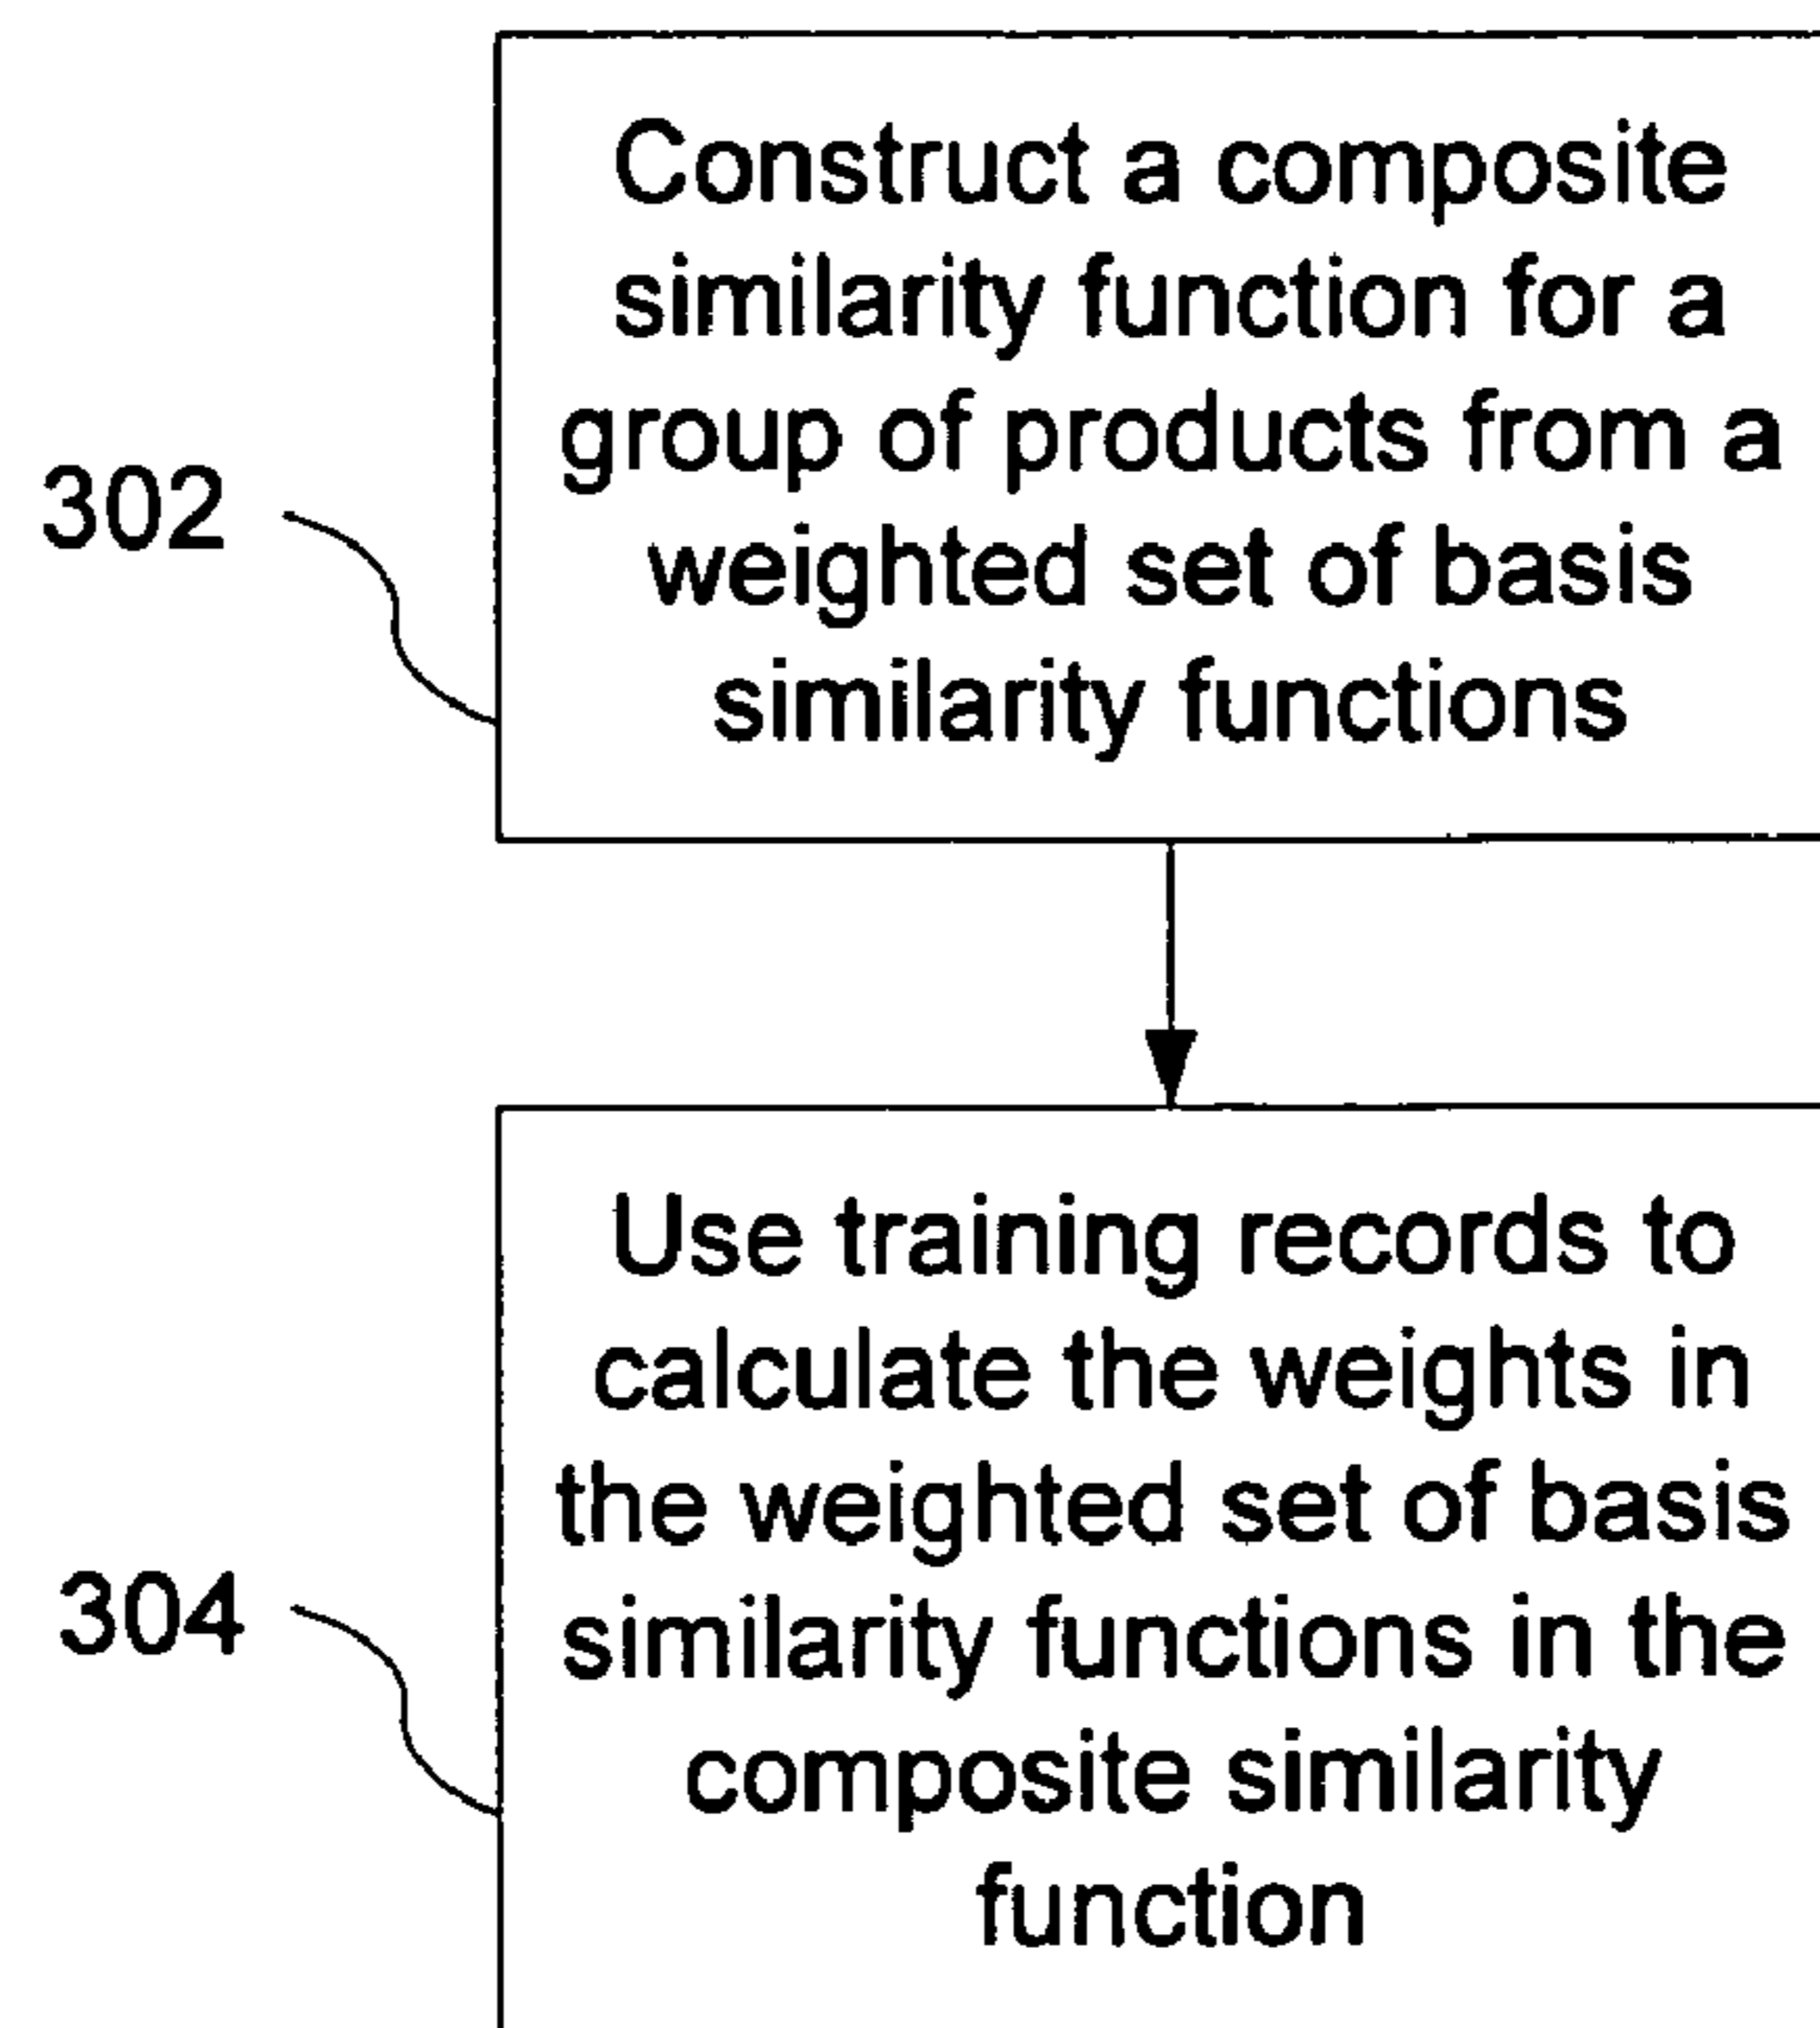 Construct a composite
similarity function for a
group of products from a
weighted set of basis
similarity functions
302
Use training records to
calculate the weights in
the weighted set of basis
similarity functions in the
composite similarity
function
304